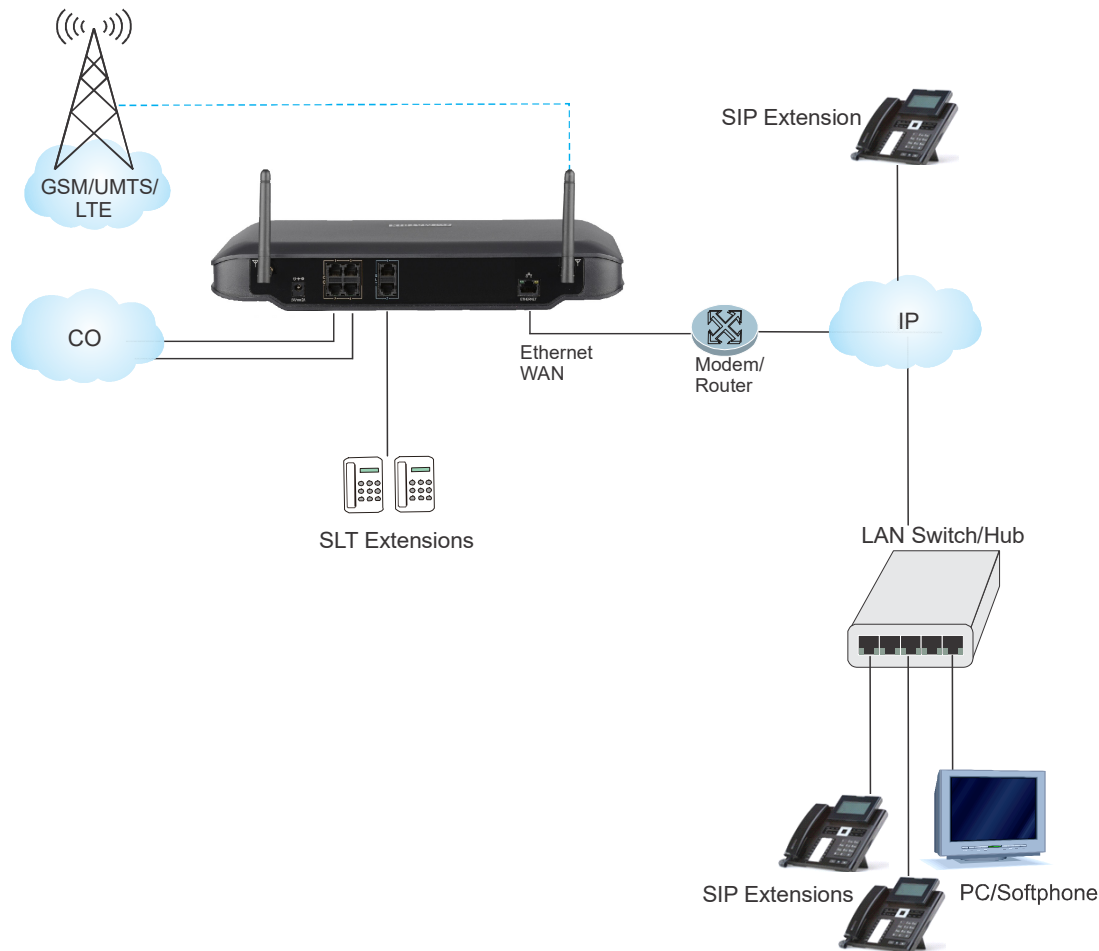 SIP Extension
GSM/UMTS/
LTE
CO
IP
Ethernet
WAN
Modem/
Router
SLT Extensions
LAN Switch/Hub
SIP Extensions
PC/Softphone